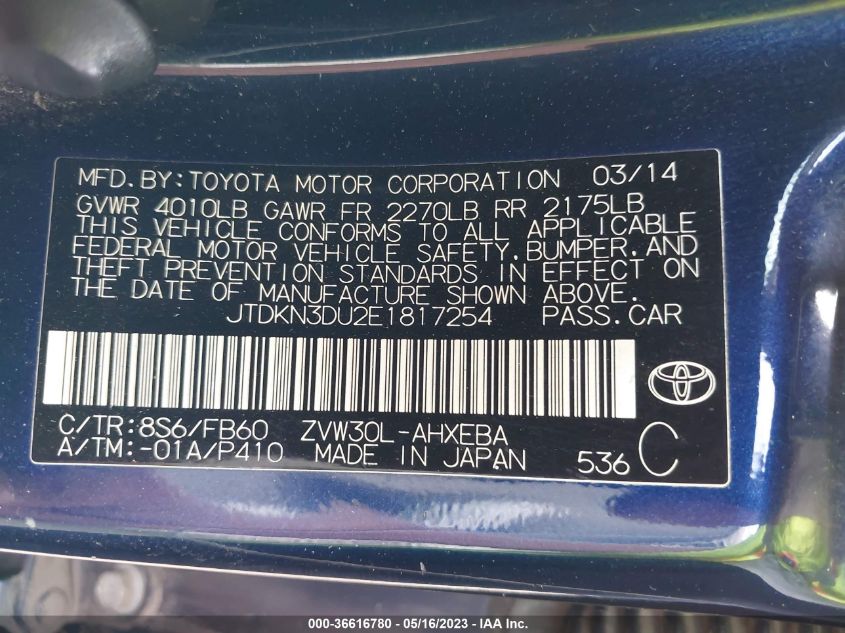 MFD.BY:TOYOTA MOTOR CORPORATION 03/14
GVWR 4010LB GAWR FR 2270LB RR 2175LB
THIS VEHICLE CONFORMS TO ALL APPLICABLE
FEDERAL MOTOR VEHICLE SAFETY.BUMPER.AND
THEFT PREVENTION STANDARDS IN EFFECT ON
THE DATE OF MANUFACTURE SHOWN ABOVE.
JTDKN3DU2E1817254 PASS.CAR
C/TR:8S6/FB60 ZVW30L-AHXEBA
A/TM:-01A/P410 MADE IN JAPAN 536 C
000-36616780 - 05/16/2023 - IAA Inc.